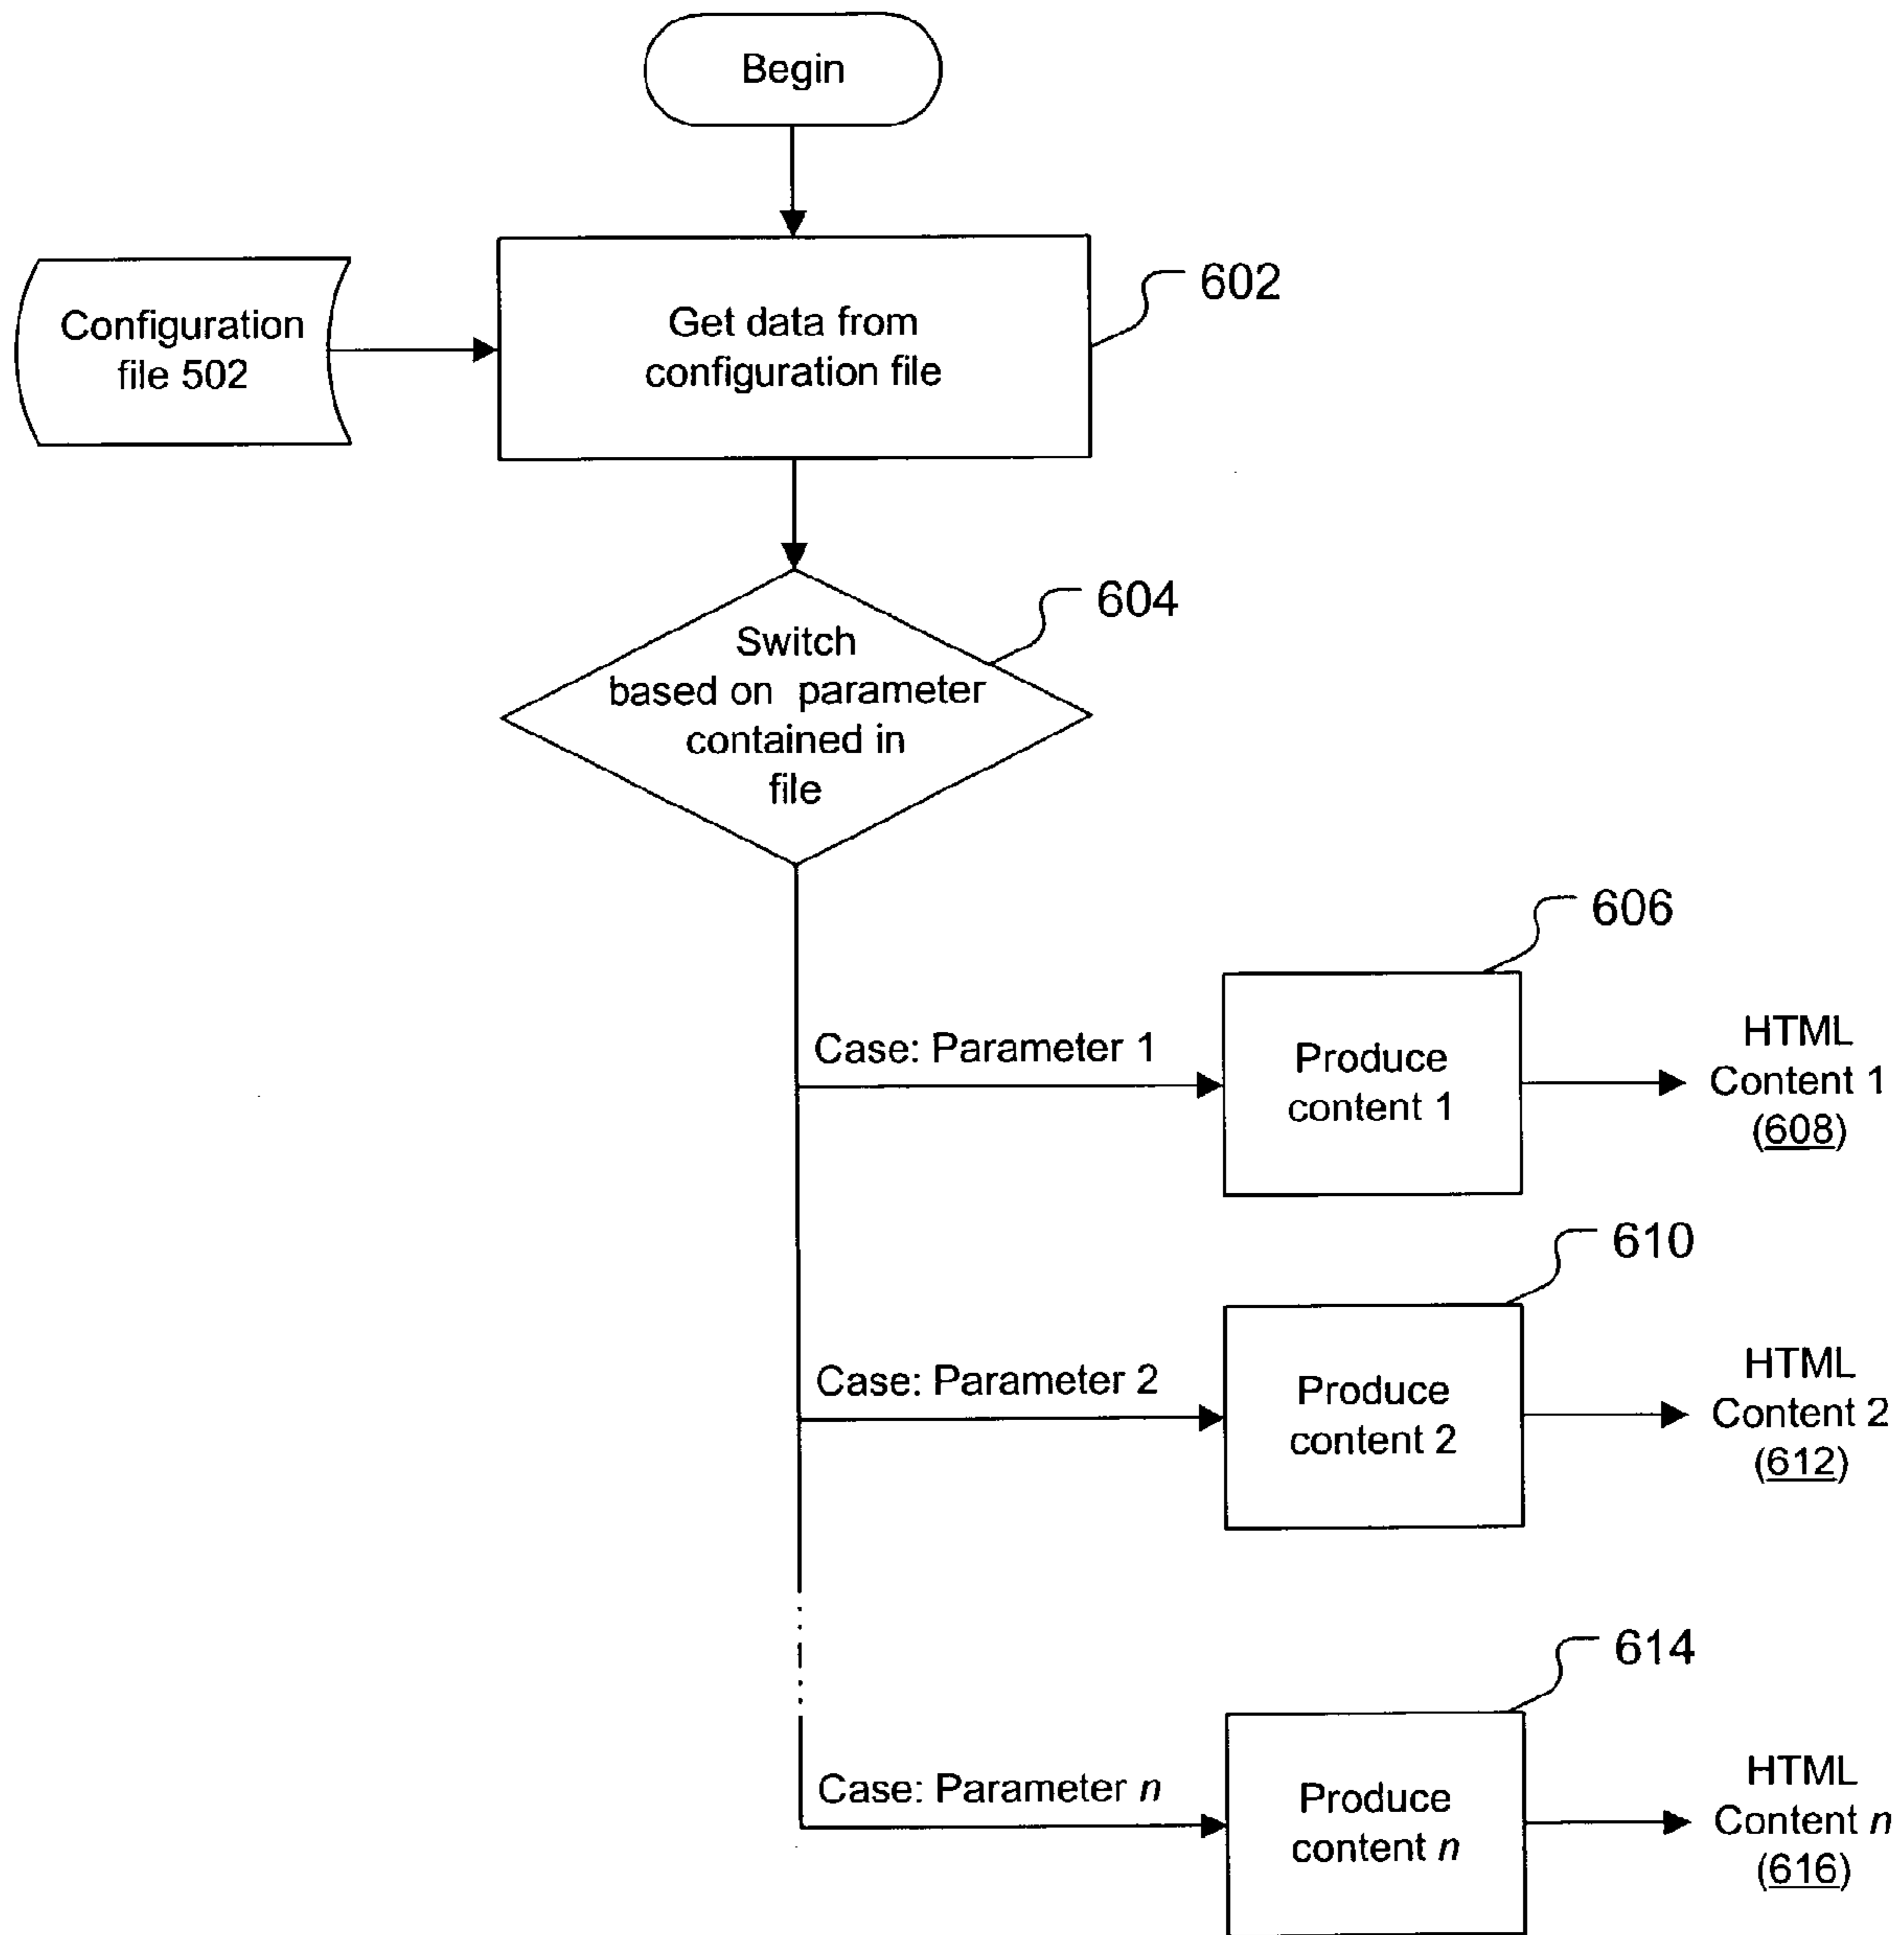 Begin
Configuration
file 502
Get data from
configuration file
602
Switch
based on parameter
contained in
file
604
606
Case: Parameter 1
Produce
content 1
HTML
Content 1
(608)
610
Case: Parameter 2
Produce
content 2
HTML
Content 2
(612)
614
Case: Parameter n
Produce
content n
HTML
Content n
(616)